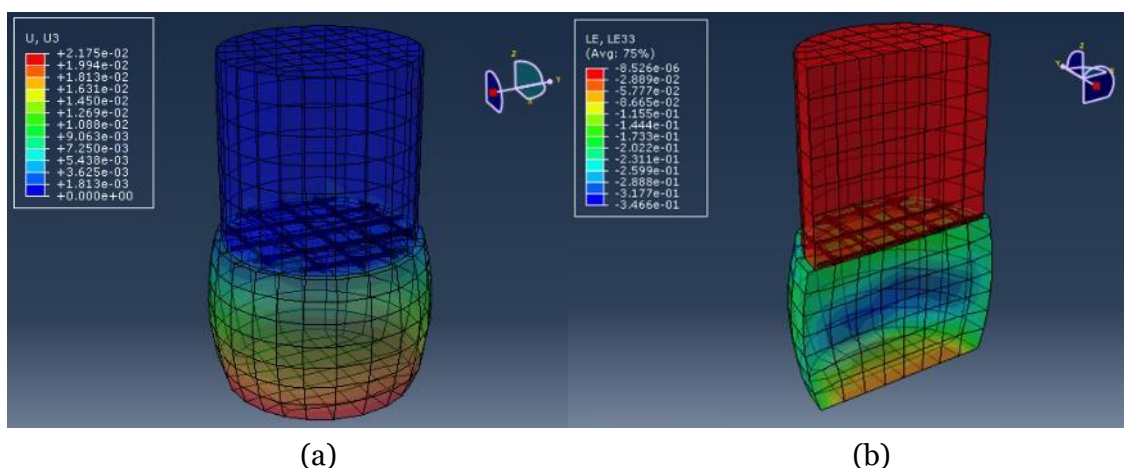 U, U3
+2.175e-02
+1.994e-02
+1.813e-02
+1.631e-02
+1.450e-02
+1.269e-02
+1.088e-02
+9.063e-03
+7.250e-03
+5.438e-03
+3.625e-03
+1.813e-03
+0.000e+00
Z
Y
X
LE, LE33
(Avg: 75%)
-8.526e-06
-2.889e-02
-5.777e-02
-8.665e-02
-1.155e-01
-1.444e-01
-1.733e-01
-2.022e-01
-2.311e-01
-2.599e-01
-2.888e-01
-3.177e-01
-3.466e-01
Z
Y
X
(a)
(b)